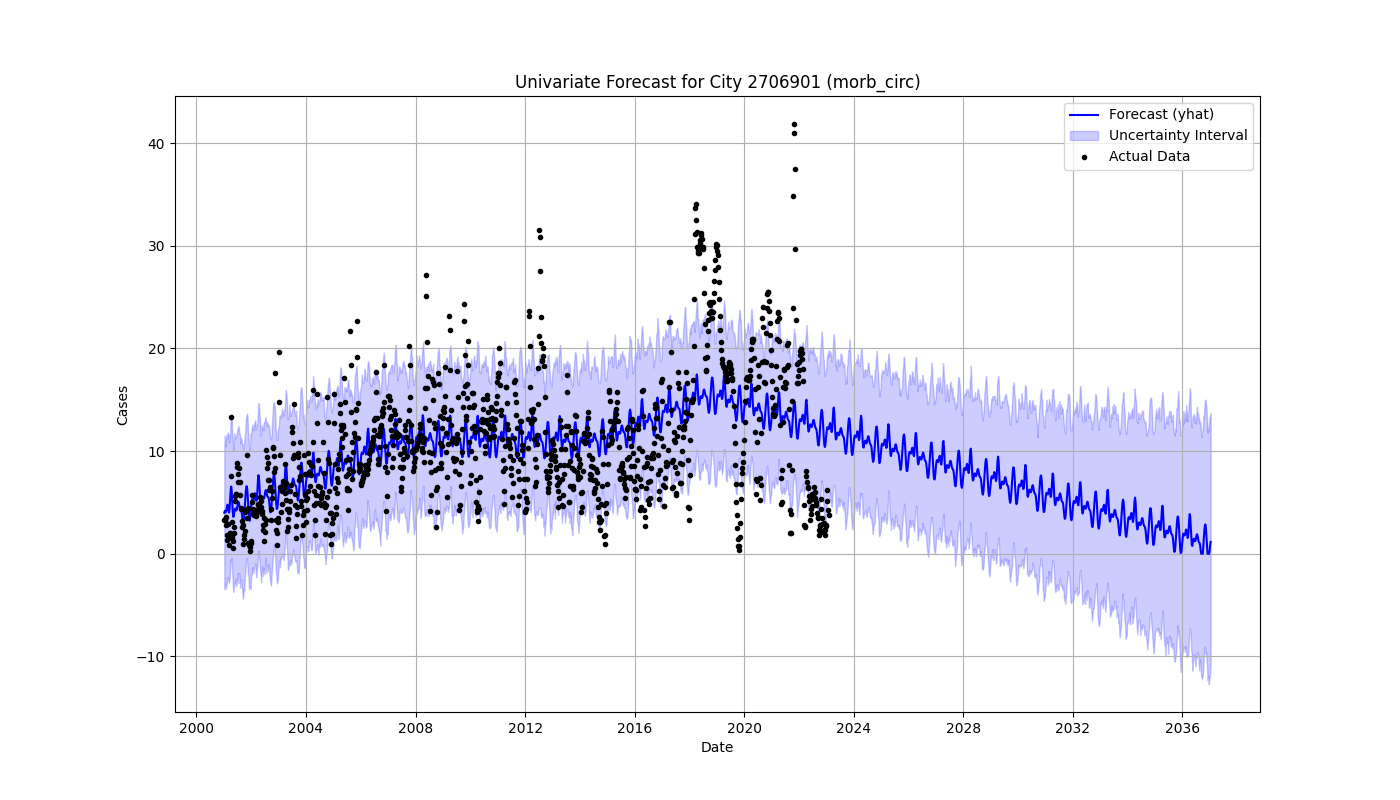 Univariate Forecast for City 2706901 (morb_circ)
Forecast (yhat)
Uncertainty Interval
Actual Data
Cases
40
30
20
10
0
−10
2000 2004 2008 2012 2016 2020 2024 2028 2032 2036
Date